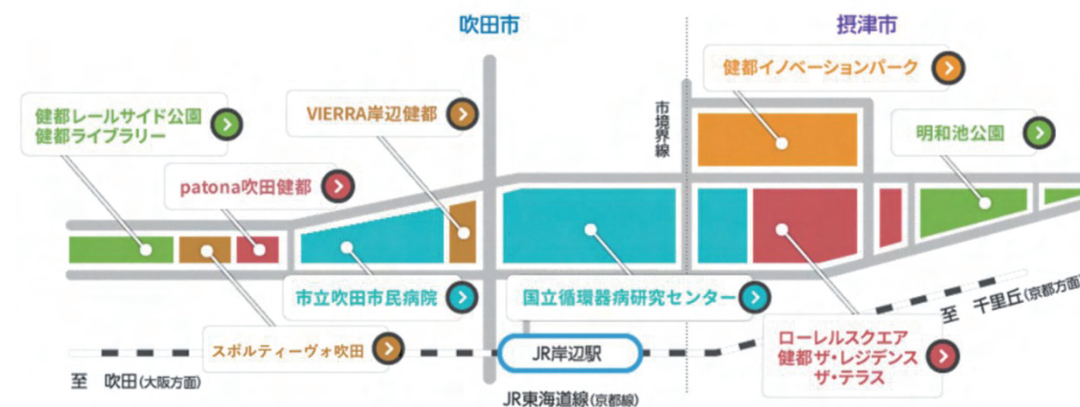 吹田市
摂津市
健都イノベーションパーク
健都レールサイド公園
健都ライブラリー
VIERRA岸辺健都
市境界線
明和池公園
patona吹田健都
市立吹田市民病院
国立循環器病研究センター
至 千里丘(京都方面)
スポルティーヴォ吹田
JR岸辺駅
ローレルスクエア
健都ザ・レジデンス
ザ・テラス
至 吹田(大阪方面)
JR東海道線(京都線)